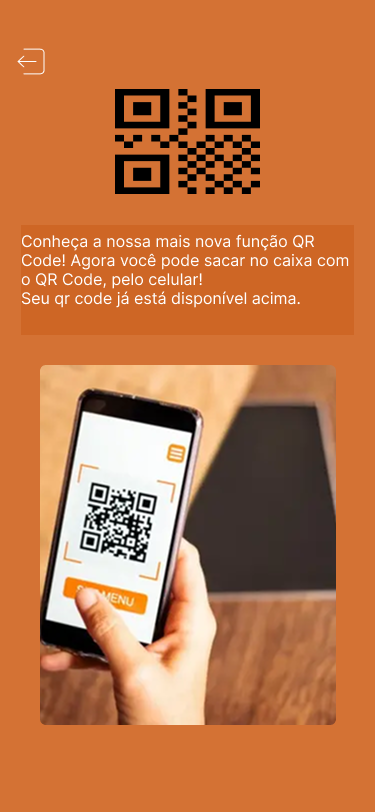 Conheça a nossa mais nova função QR
Code! Agora você pode sacar no caixa com
o QR Code, pelo celular!
Seu qr code já está disponível acima.
MENU